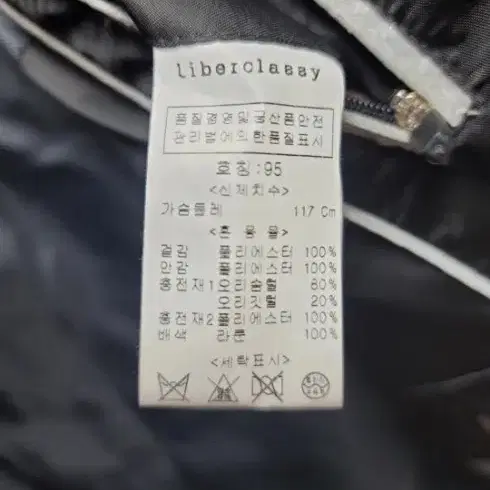 liberclassy
품질경영및공산품안전
관리법에의한품질표시
호칭:95
<신체치수>
가슴둘레 117 Cm
<혼용율>
겉감 폴리에스터 100%
안감 폴리에스터 100%
충전재1 오리솜털 80%
오리깃털 20%
충전재2 폴리에스터 100%
배색 라쿤 100%
<세탁표시>